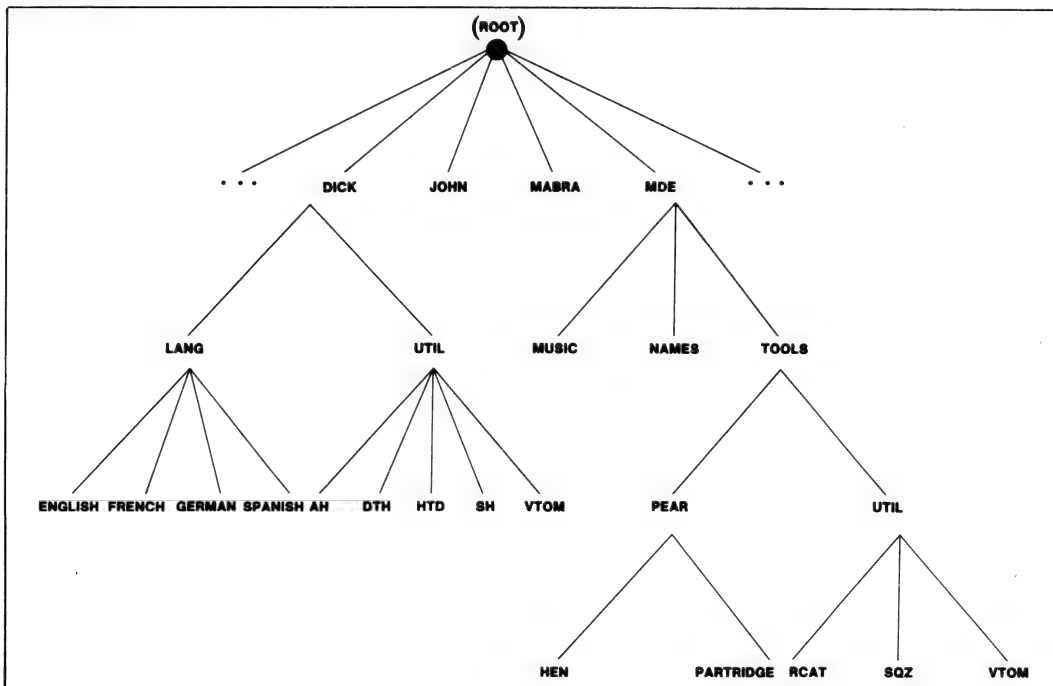 (ROOT)
... DICK JOHN MABRA MDE ...
LANG UTIL MUSIC NAMES TOOLS
ENGLISH FRENCH GERMAN SPANISH AH DTH HTD SH VTOM PEAR UTIL
HEN PARTRIDGE RCAT SQZ VTOM